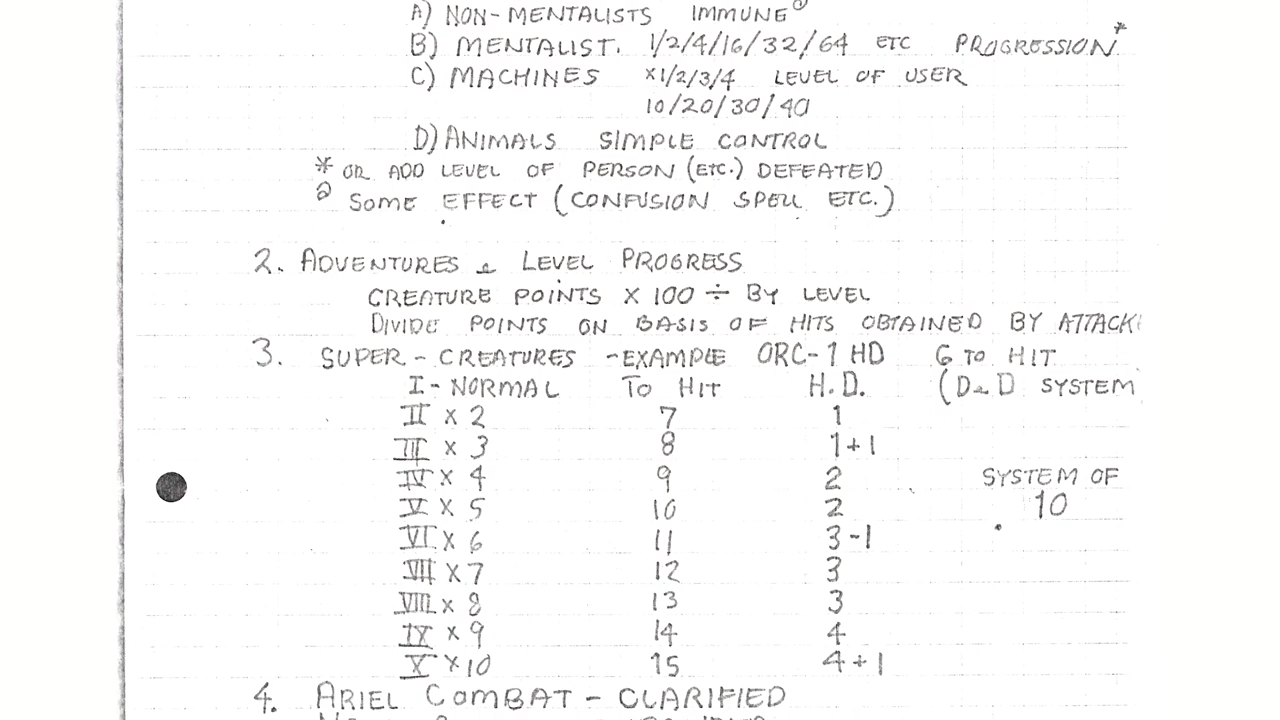 A) NON-MENTALISTS IMMUNE
B) MENTALIST. 1/2/4/16/32/64 ETC PROGRESSION*
C) MACHINES X1/2/3/4 LEVEL OF USER
10/20/30/40
D) ANIMALS SIMPLE CONTROL
* OR ADD LEVEL OF PERSON (ETC.) DEFEATED
SOME EFFECT (CONFUSION SPELL ETC.)
2. ADVENTURES & LEVEL PROGRESS
CREATURE POINTS X 100 ÷ BY LEVEL
DIVIDE POINTS ON BASIS OF HITS OBTAINED BY ATTACK
3. SUPER-CREATURES -EXAMPLE ORC-1 HD 6 TO HIT
I-NORMAL TO HIT H.D. (D&D SYSTEM
II X 2 7 1
III X 3 8 1+1
IV X 4 9 2
V X 5 10 2
VI X 6 11 3-1
VII X 7 12 3
VIII X 8 13 3
IX X 9 14 4
X X 10 15 4+1
SYSTEM OF
10
4. ARIEL COMBAT - CLARIFIED